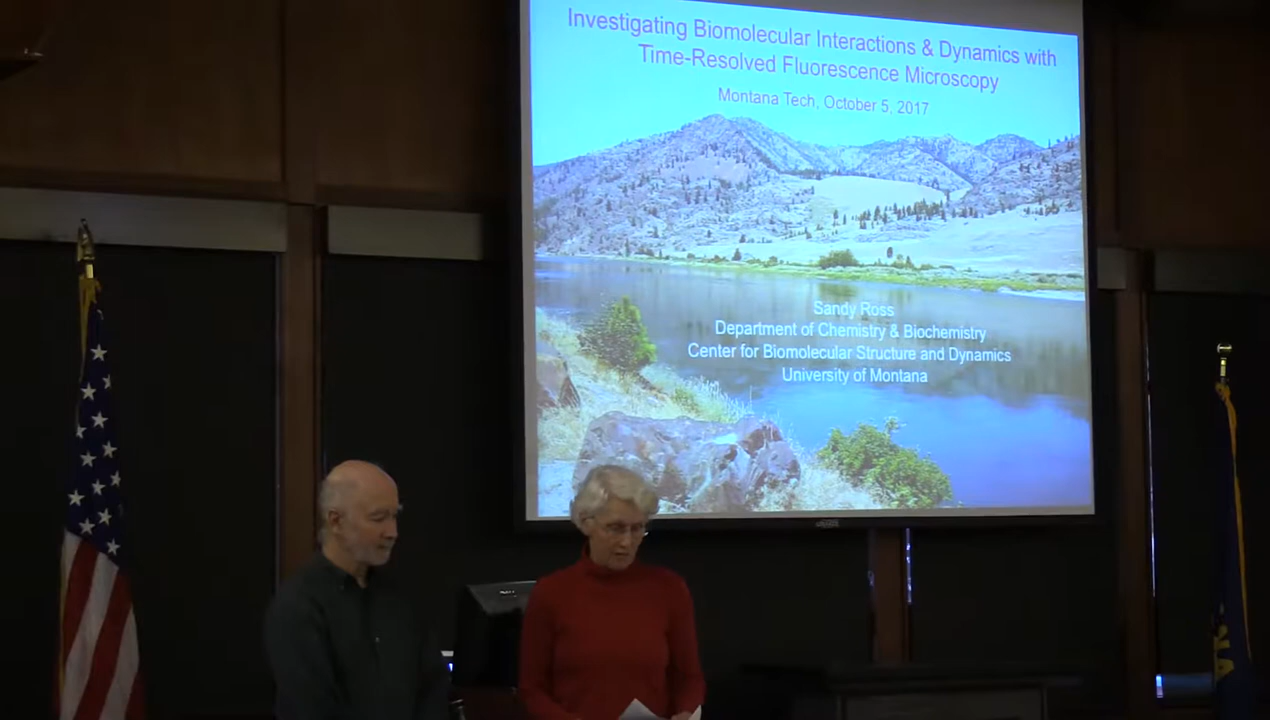 Investigating Biomolecular Interactions & Dynamics with
Time-Resolved Fluorescence Microscopy
Montana Tech, October 5, 2017
Sandy Ross
Department of Chemistry & Biochemistry
Center for Biomolecular Structure and Dynamics
University of Montana